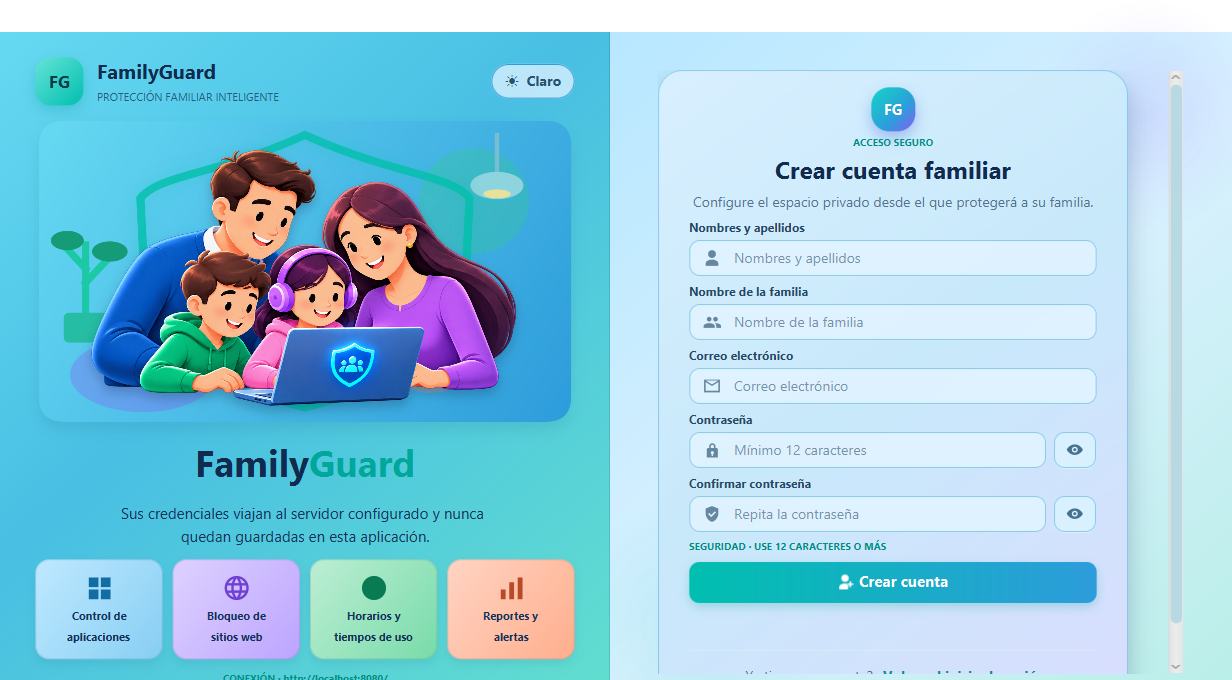 FG
FamilyGuard
PROTECCIÓN FAMILIAR INTELIGENTE
Claro
FamilyGuard
Sus credenciales viajan al servidor configurado y nunca
quedan guardadas en esta aplicación.
Control de
aplicaciones
Bloqueo de
sitios web
Horarios y
tiempos de uso
Reportes y
alertas
CONEXIÓN · http://localhost:8080/
FG
ACCESO SEGURO
Crear cuenta familiar
Configure el espacio privado desde el que protegerá a su familia.
Nombres y apellidos
Nombres y apellidos
Nombre de la familia
Nombre de la familia
Correo electrónico
Correo electrónico
Contraseña
Mínimo 12 caracteres
Confirmar contraseña
Repita la contraseña
SEGURIDAD · USE 12 CARACTERES O MÁS
Crear cuenta